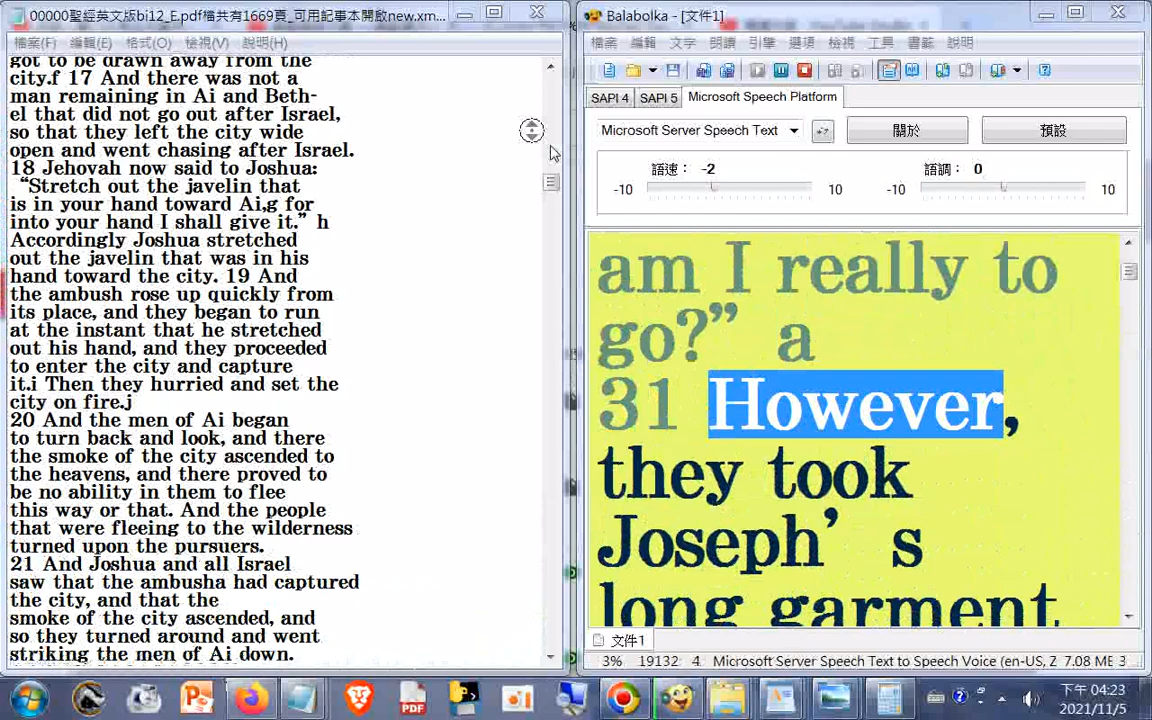 00000聖經英文版bi12_E.pdf檔共有1669頁_可用記事本開啟new.xm...
檔案(F) 編輯(E) 格式(O) 檢視(V) 說明(H)
got to be drawn away from the
city.f 17 And there was not a
man remaining in Ai and Beth-
el that did not go out after Israel,
so that they left the city wide
open and went chasing after Israel.
18 Jehovah now said to Joshua:
“Stretch out the javelin that
is in your hand toward Ai,g for
into your hand I shall give it.” h
Accordingly Joshua stretched
out the javelin that was in his
hand toward the city. 19 And
the ambush rose up quickly from
its place, and they began to run
at the instant that he stretched
out his hand, and they proceeded
to enter the city and capture
it.i Then they hurried and set the
city on fire.j
20 And the men of Ai began
to turn back and look, and there
the smoke of the city ascended to
the heavens, and there proved to
be no ability in them to flee
this way or that. And the people
that were fleeing to the wilderness
turned upon the pursuers.
21 And Joshua and all Israel
saw that the ambusha had captured
the city, and that the
smoke of the city ascended, and
so they turned around and went
striking the men of Ai down.
Balabolka - [文件1]
檔案 編輯 文字 朗讀 引擎 選項 檢視 工具 書籤 說明
SAPI 4 SAPI 5 Microsoft Speech Platform
Microsoft Server Speech Text 關於 預設
語速： -2 語調： 0
-10 10 -10 10
am I really to
go?” a
31 However,
they took
Joseph’ s
long garment
文件1
3% 19132 4 Microsoft Server Speech Text to Speech Voice (en-US, Z 7.08 MB 3
下午 04:23
2021/11/5